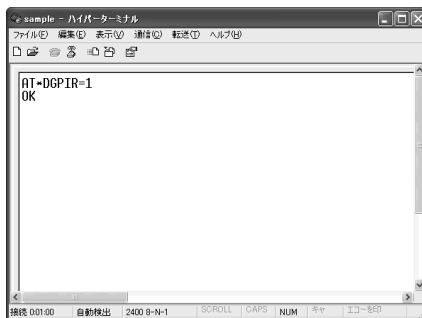 sample - ハイパーターミナル
ファイル(F) 編集(E) 表示(V) 通信(C) 転送(T) ヘルプ(H)
AT*DGPIR=1
OK
接続 0:01:00 自動検出 2400 8-N-1 SCROLL CAPS NUM キャ エコーを印